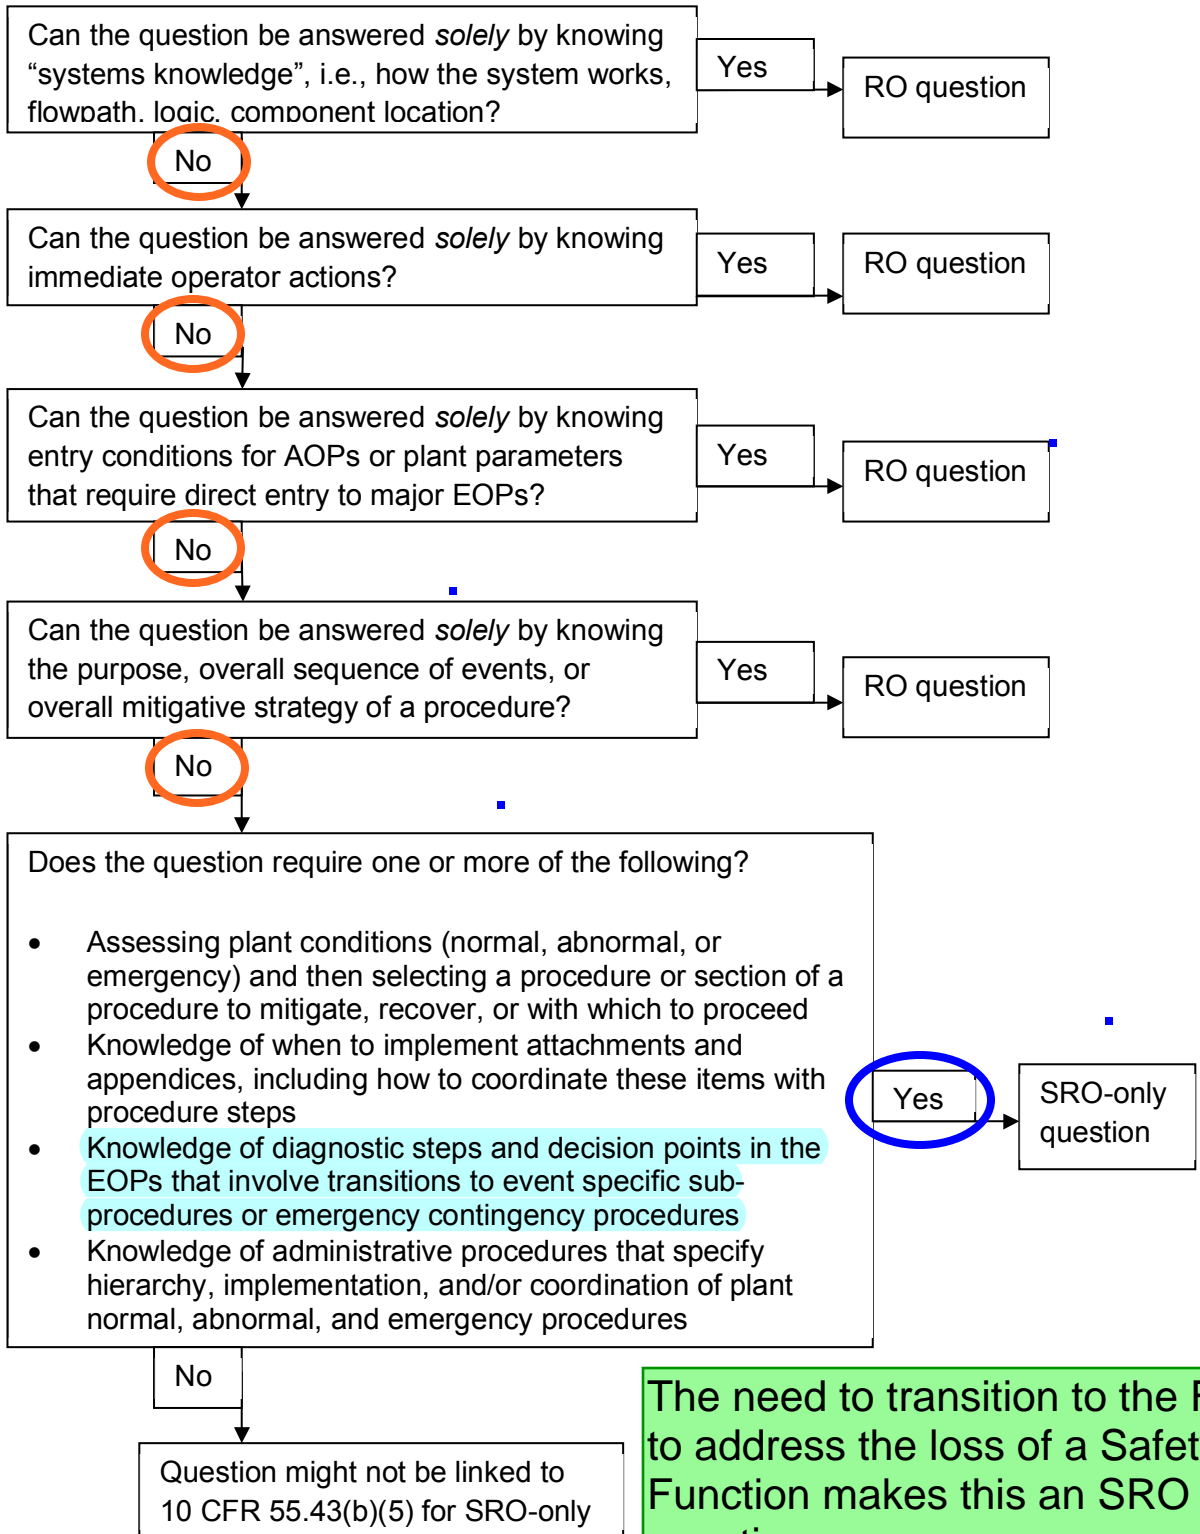 Can the question be answered solely by knowing
“systems knowledge”, i.e., how the system works,
flowpath, logic, component location?
Yes
RO question
No
Can the question be answered solely by knowing
immediate operator actions?
Yes
RO question
No
Can the question be answered solely by knowing
entry conditions for AOPs or plant parameters
that require direct entry to major EOPs?
Yes
RO question
No
Can the question be answered solely by knowing
the purpose, overall sequence of events, or
overall mitigative strategy of a procedure?
Yes
RO question
No
Does the question require one or more of the following?
• Assessing plant conditions (normal, abnormal, or
emergency) and then selecting a procedure or section of a
procedure to mitigate, recover, or with which to proceed
• Knowledge of when to implement attachments and
appendices, including how to coordinate these items with
procedure steps
• Knowledge of diagnostic steps and decision points in the
EOPs that involve transitions to event specific sub-
procedures or emergency contingency procedures
• Knowledge of administrative procedures that specify
hierarchy, implementation, and/or coordination of plant
normal, abnormal, and emergency procedures
Yes
SRO-only
question
No
Question might not be linked to
10 CFR 55.43(b)(5) for SRO-only
The need to transition to the
to address the loss of a Safet
Function makes this an SRO